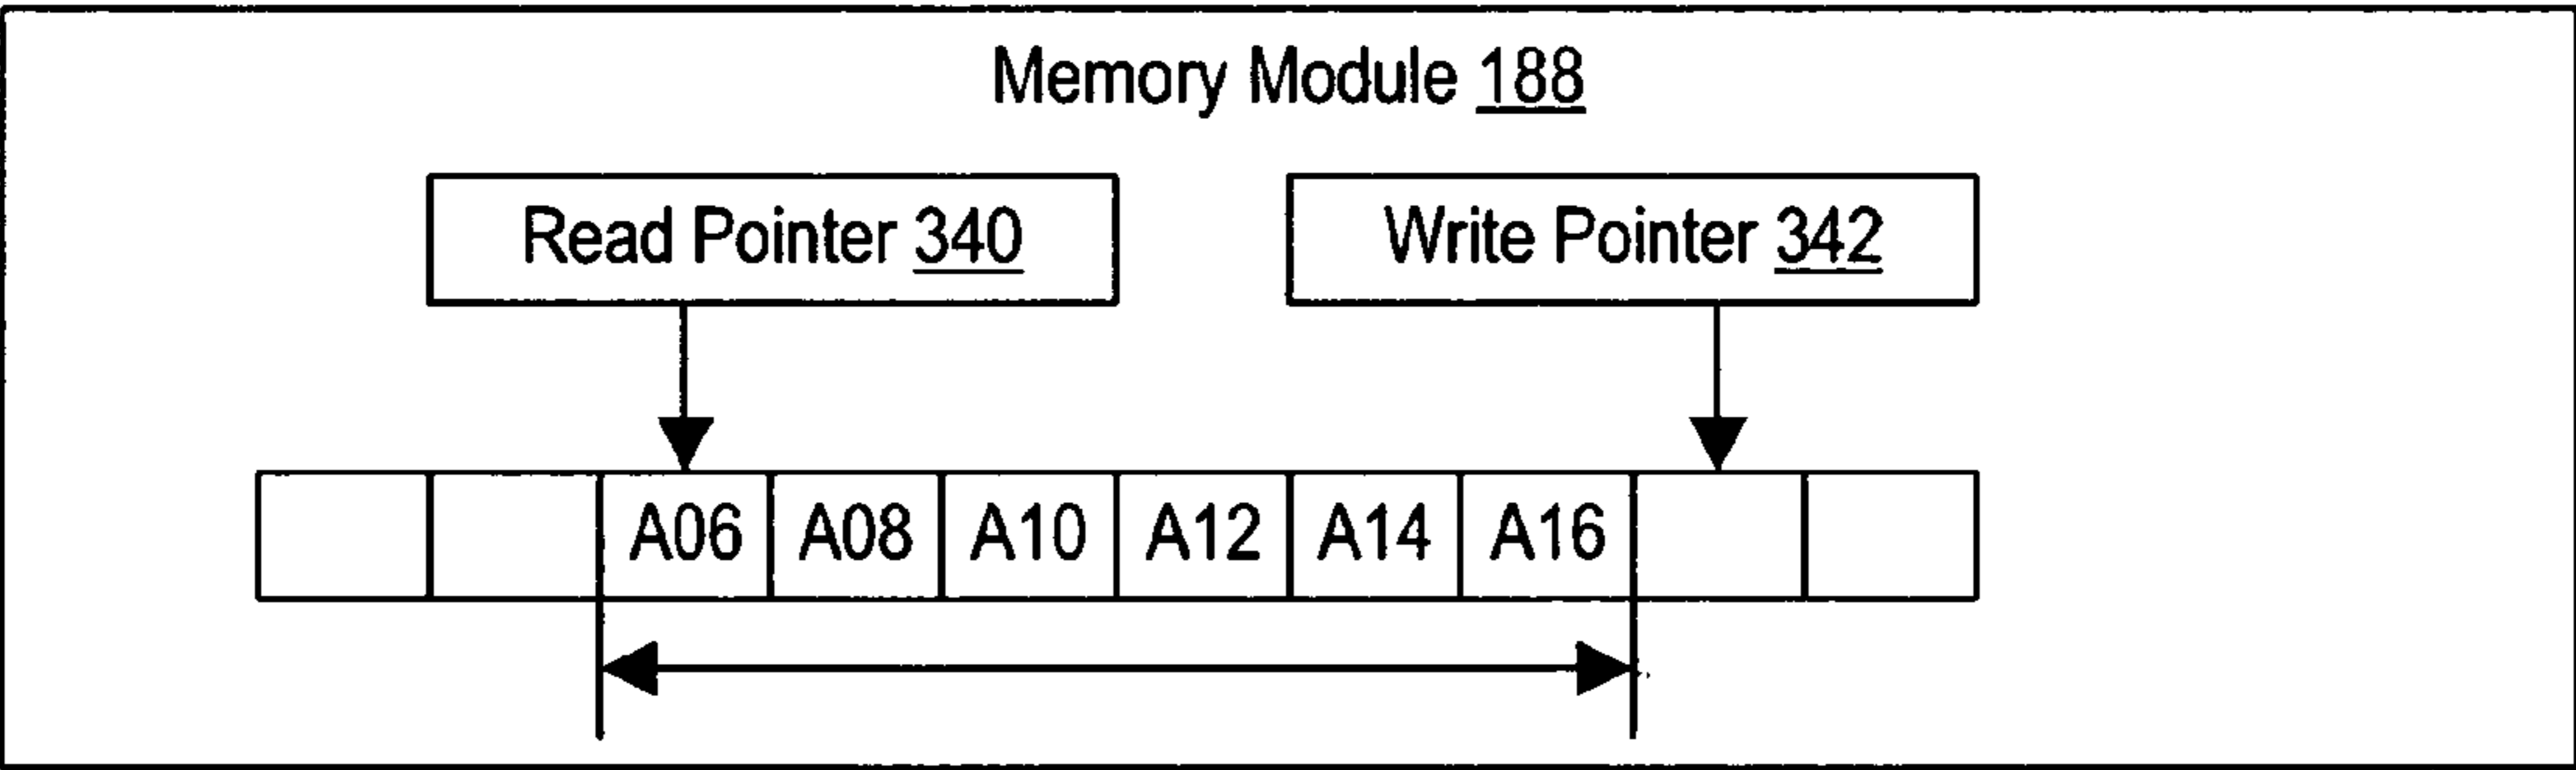 Memory Module 188
Read Pointer 340 Write Pointer 342
A06 A08 A10 A12 A14 A16